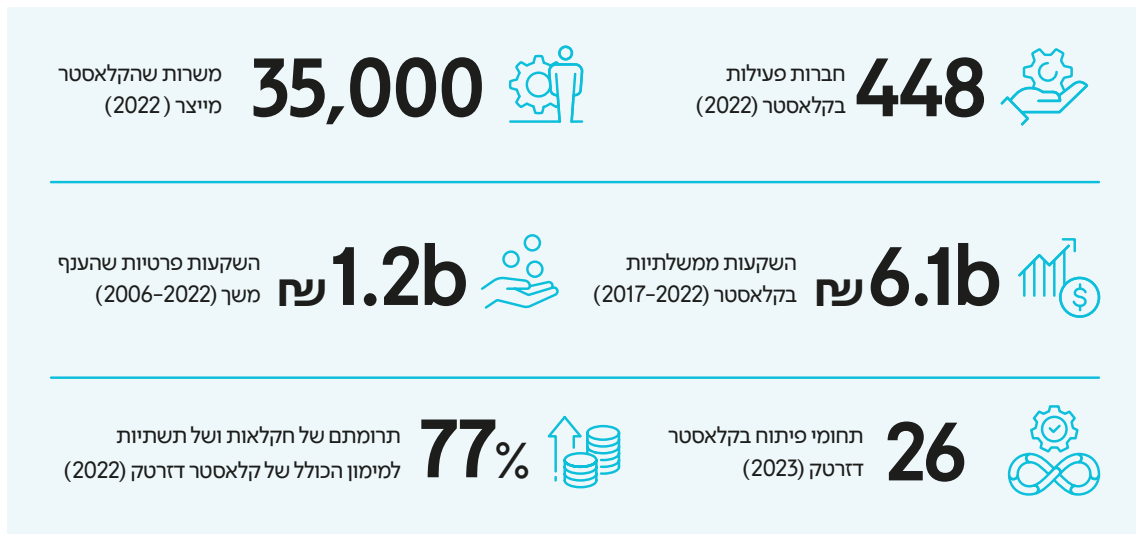 448
חברות פעילות
בקלאסטר (2022)
35,000
משרות שהקלאסטר
מייצר ( 2022)
₪6.1b
השקעות ממשלתיות
בקלאסטר (2017-2022)
₪1.2b
השקעות פרטיות שהענף
משך (2006-2022)
$
26
תחומי פיתוח בקלאסטר
דזרטק (2023)
77%
תרומתם של חקלאות ושל תשתיות
למימון הכולל של קלאסטר דזרטק (2022)